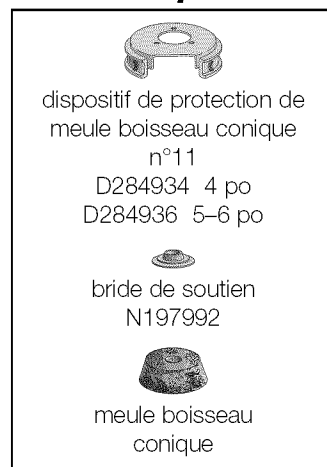 dispositif de protection de
meule boisseau conique
n°11
D284934 4 po
D284936 5–6 po
bride de soutien
N197992
meule boisseau
conique